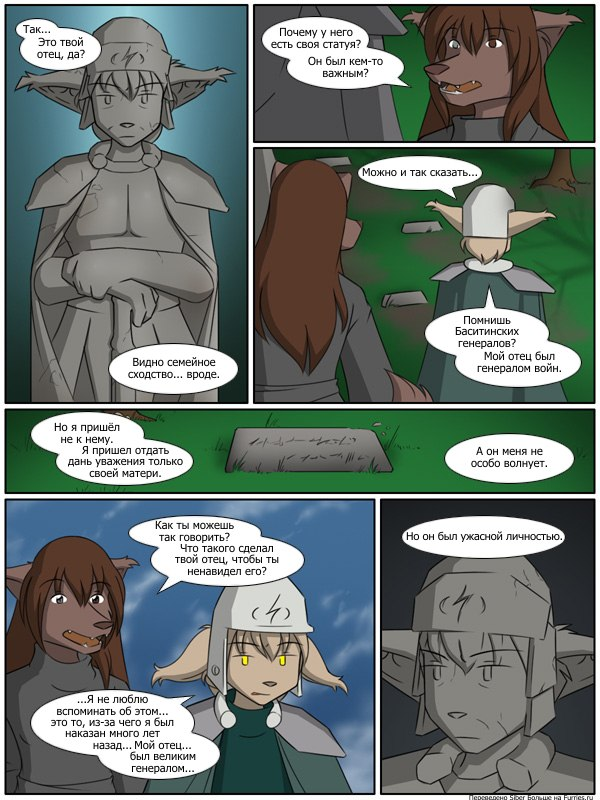 Так...
Это твой
отец, да?
Видно семейное
сходство... вроде.
Почему у него
есть своя статуя?
Он был кем-то
важным?
Можно и так сказать...
Помнишь
Баситинских
генералов?
Мой отец был
генералом войн.
Но я пришёл
не к нему.
Я пришел отдать
дань уважения только
своей матери.
А он меня не
особо волнует.
Как ты можешь
так говорить?
Что такого сделал
твой отец, чтобы ты
ненавидел его?
...Я не люблю
вспоминать об этом...
это то, из-за чего я был
наказан много лет
назад... Мой отец...
был великим
генералом...
Но он был ужасной личностью.
Переведено Siber Больше на Furries.ru